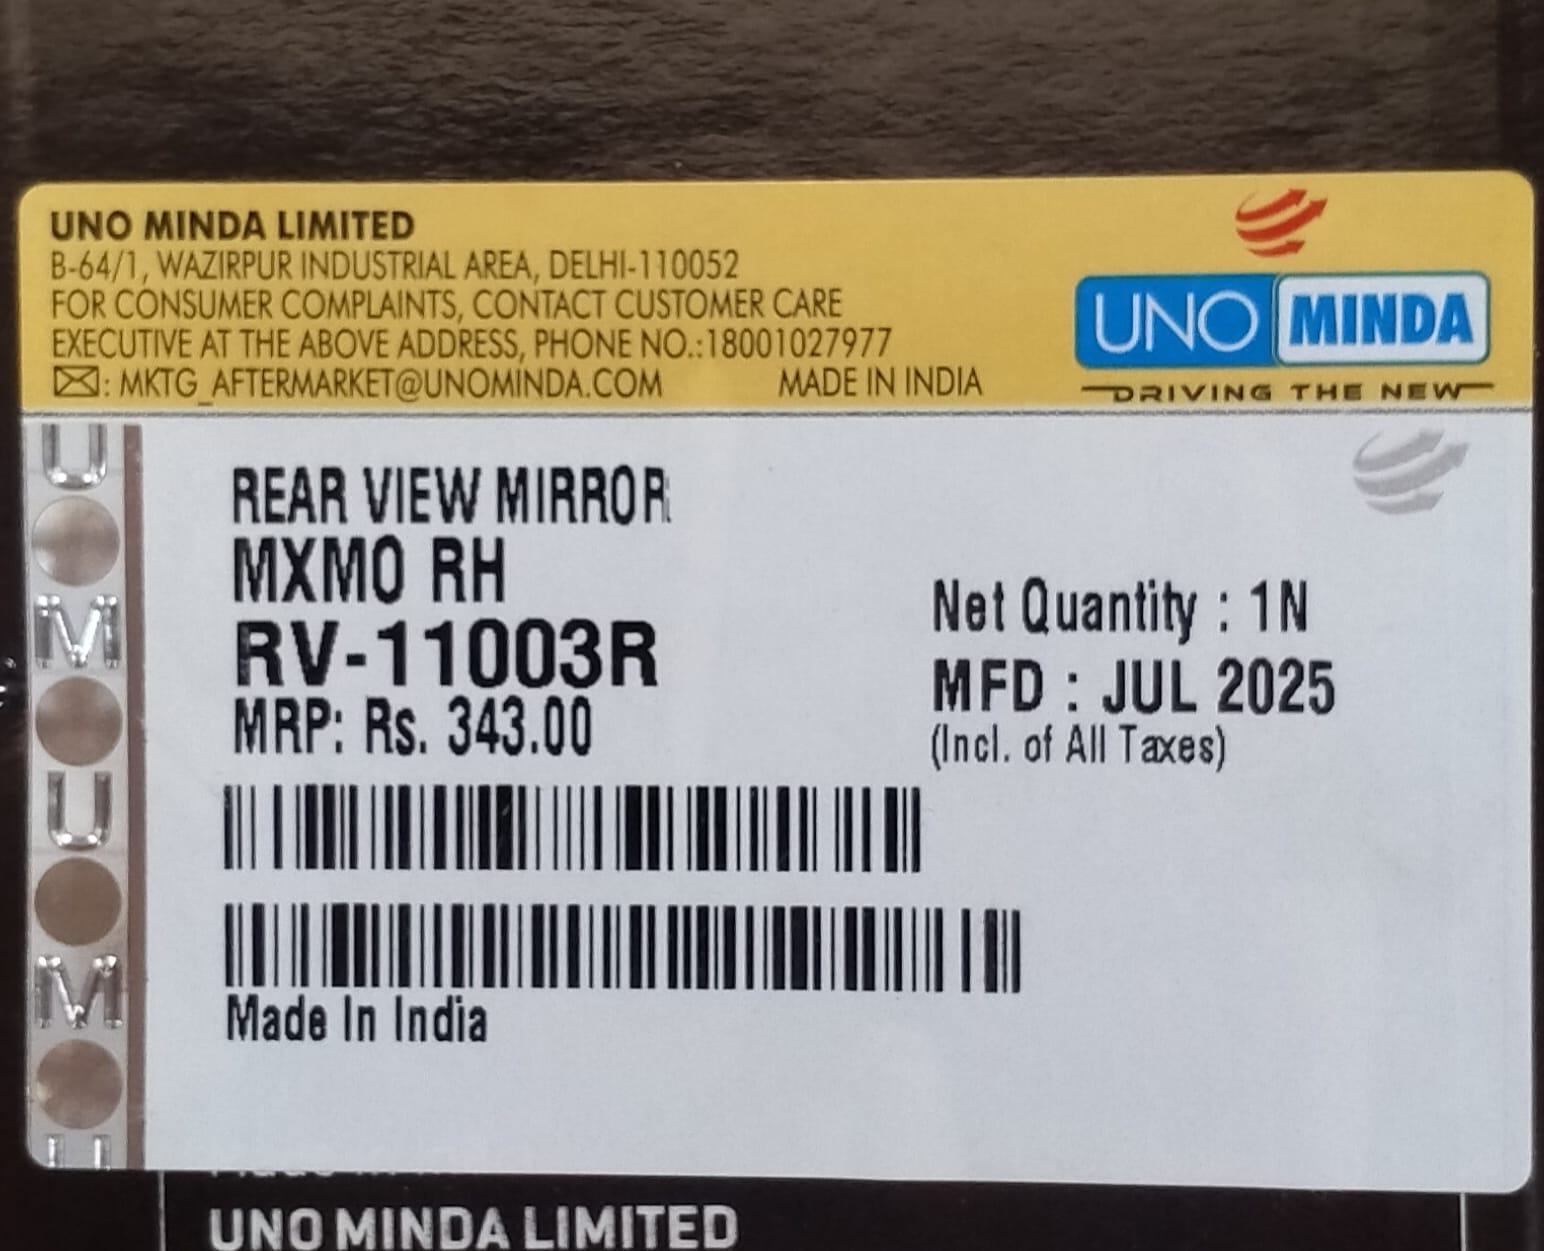 UNO MINDA LIMITED
B-64/1, WAZIRPUR INDUSTRIAL AREA, DELHI-110052
FOR CONSUMER COMPLAINTS, CONTACT CUSTOMER CARE
EXECUTIVE AT THE ABOVE ADDRESS, PHONE NO.:18001027977
: MKTG_AFTERMARKET@UNOMINDA.COM MADE IN INDIA
UNO MINDA
DRIVING THE NEW
U
M
U
M
U
REAR VIEW MIRROR
MXMO RH
RV-11003R
MRP: Rs. 343.00
Net Quantity : 1N
MFD : JUL 2025
(Incl. of All Taxes)
Made In India
UNO MINDA LIMITED